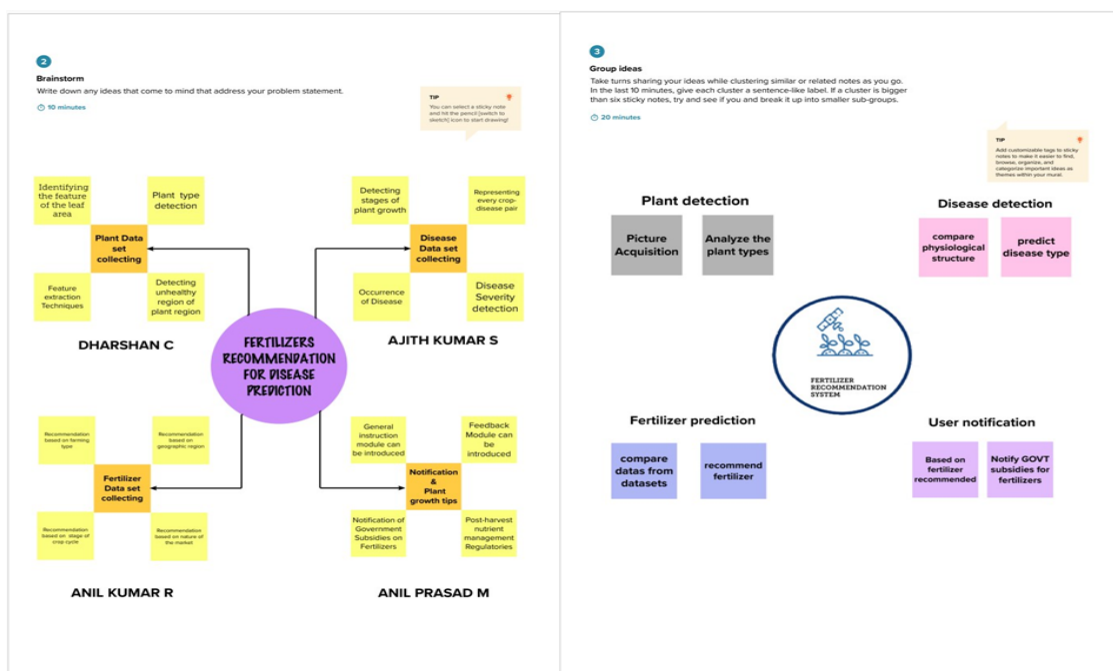 2
Brainstorm
Write down any ideas that come to mind that address your problem statement.
10 minutes
TIP
You can select a sticky note
and hit the pencil [switch to
sketch] icon to start drawing!
Identifying
the feature
of the leaf
area
Plant type
detection
Plant Data
set
collecting
Feature
extraction
Techniques
Detecting
unhealthy
region of
plant region
DHARSHAN C
Detecting
stages of
plant growth
Representing
every crop-
disease pair
Disease
Data set
collecting
Occurrence
of Disease
Disease
Severity
detection
AJITH KUMAR S
FERTILIZERS
RECOMMENDATION
FOR DISEASE
PREDICTION
Recommendation
based on farming
type
Recommendation
based on
geographic region
Fertilizer
Data set
collecting
Recommendation
based on stage of
crop cycle
Recommendation
based on nature of
the market
ANIL KUMAR R
General
instruction
module can
be introduced
Feedback
Module can
be
introduced
Notification
&
Plant
growth tips
Notification of
Government
Subsidies on
Fertilizers
Post-harvest
nutrient
management
Regulatories
ANIL PRASAD M
3
Group ideas
Take turns sharing your ideas while clustering similar or related notes as you go.
In the last 10 minutes, give each cluster a sentence-like label. If a cluster is bigger
than six sticky notes, try and see if you and break it up into smaller sub-groups.
20 minutes
TIP
Add customizable tags to sticky
notes to make it easier to find,
browse, organize, and
categorize important ideas as
themes within your mural.
Plant detection
Picture
Acquisition
Analyze the
plant types
Disease detection
compare
physiological
structure
predict
disease type
FERTILIZER
RECOMMENDATION
SYSTEM
Fertilizer prediction
compare
datas from
datasets
recommend
fertilizer
User notification
Based on
fertilizer
recommended
Notify GOVT
subsidies for
fertilizers